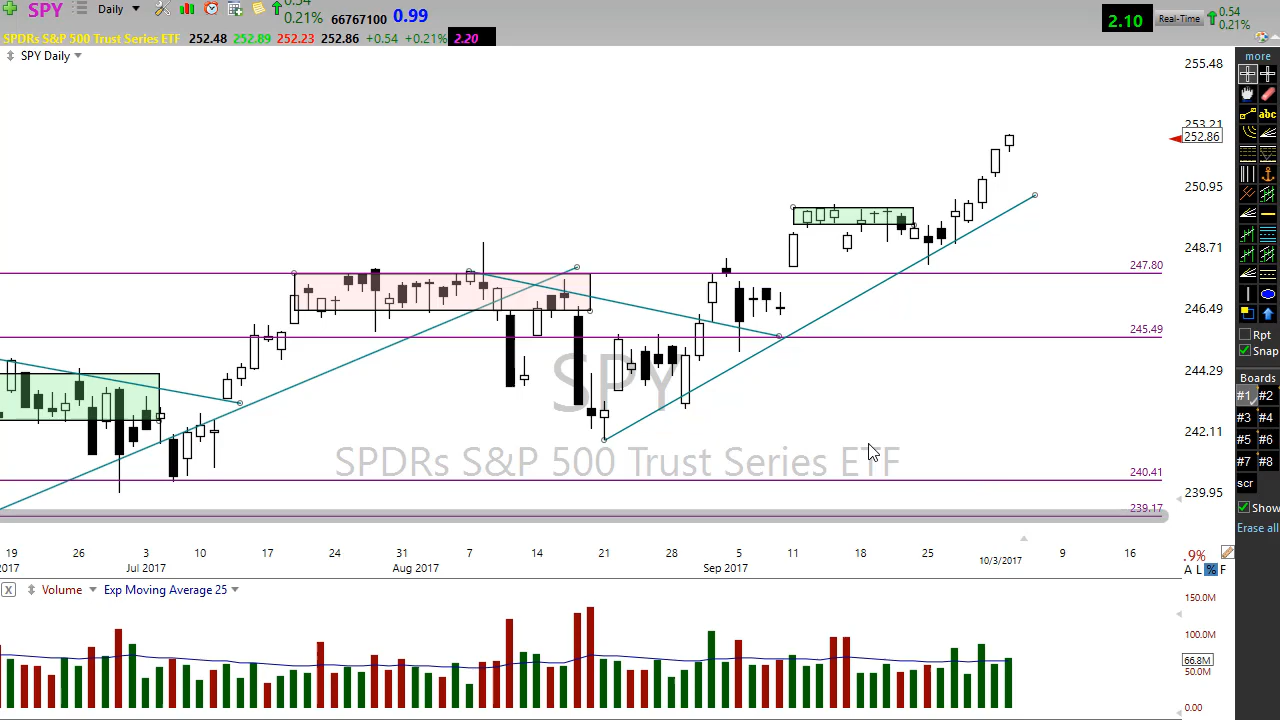 SPY Daily 0.54 0.21% 66767100 0.99 2.10 Real-Time 0.54 0.21%
SPDRs S&P 500 Trust Series ETF 252.48 252.89 252.23 252.86 +0.54 +0.21% 2.20
SPY Daily
more
255.48
253.21
252.86
250.95
248.71
247.80
246.49
245.49
244.29
242.11
240.41
239.95
239.17
SPY
SPDRs S&P 500 Trust Series ETF
abc
Rpt
Snap
Boards
#1 #2
#3 #4
#5 #6
#7 #8
scr
Show
Erase all
19 26 3 10 17 24 31 7 14 21 28 5 11 18 25 10/3/2017 9 16
2017 Jul 2017 Aug 2017 Sep 2017
.9%
A L % F
X Volume Exp Moving Average 25
150.0M
100.0M
66.8M
50.0M
0.00